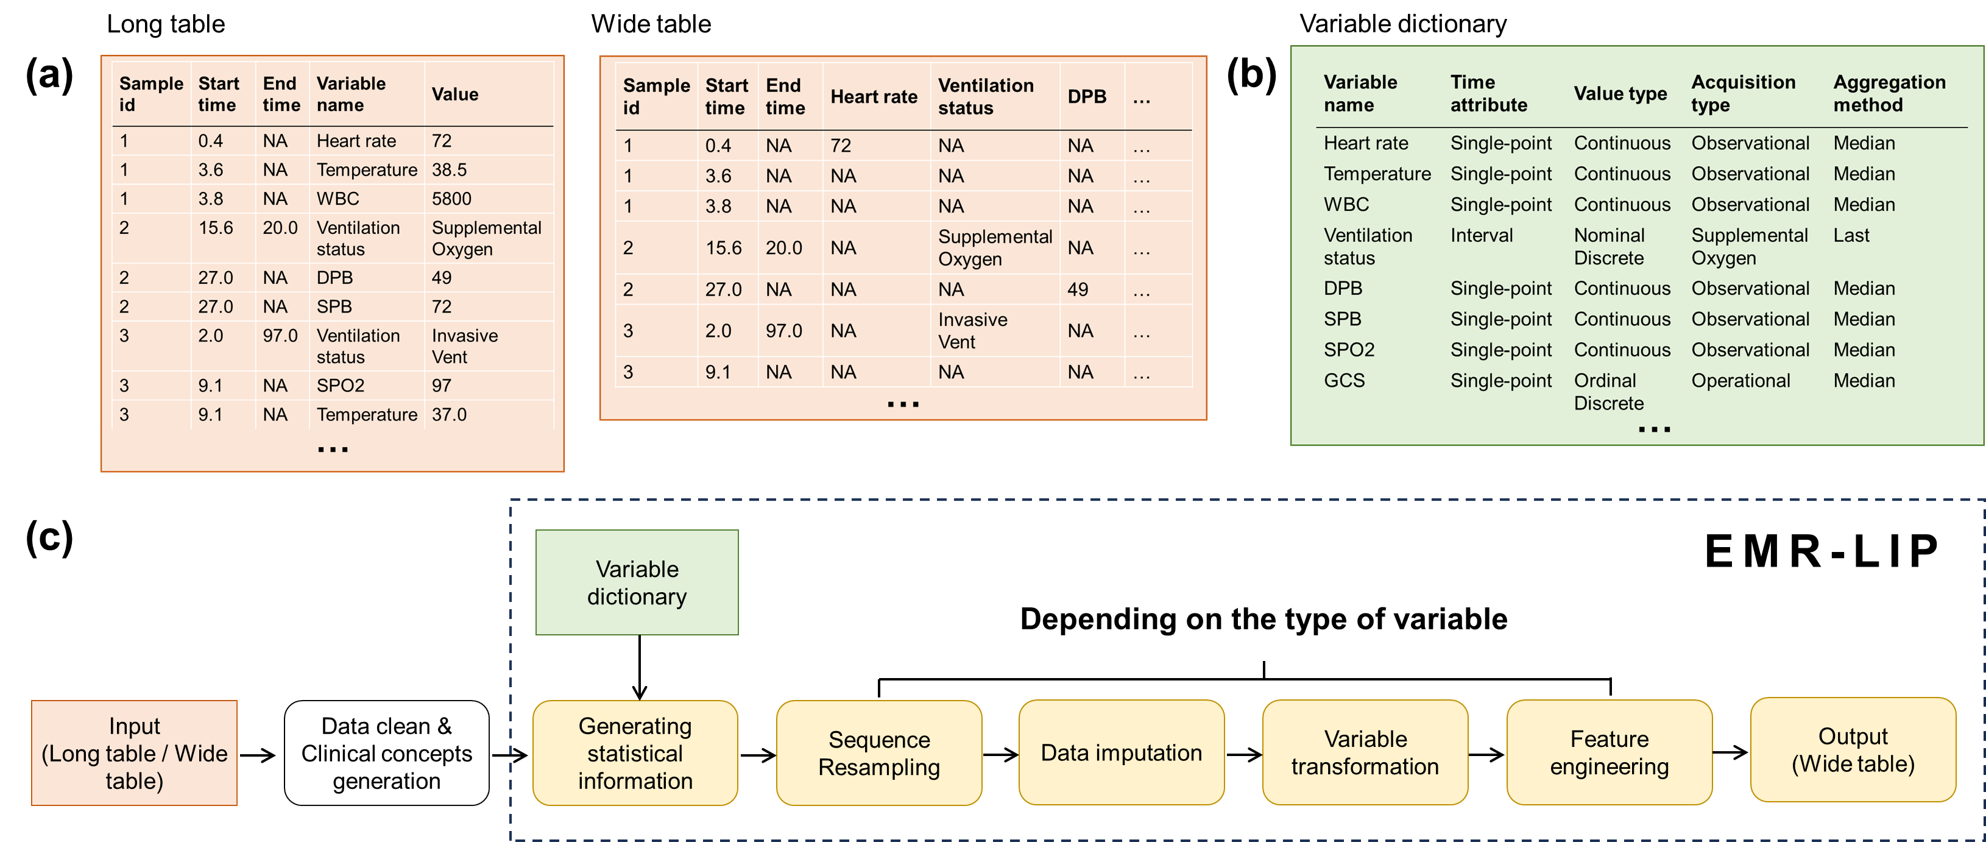 Long table
Wide table
Variable dictionary
(a)
Sample id Start time End time Variable name Value
1 0.4 NA Heart rate 72
1 3.6 NA Temperature 38.5
1 3.8 NA WBC 5800
2 15.6 20.0 Ventilation status Supplemental Oxygen
2 27.0 NA DPB 49
2 27.0 NA SPB 72
3 2.0 97.0 Ventilation status Invasive Vent
3 9.1 NA SPO2 97
3 9.1 NA Temperature 37.0
...
Sample id Start time End time Heart rate Ventilation status DPB ...
1 0.4 NA 72 NA NA ...
1 3.6 NA NA NA NA ...
1 3.8 NA NA NA NA ...
2 15.6 20.0 NA Supplemental Oxygen NA ...
2 27.0 NA NA NA 49 ...
3 2.0 97.0 NA Invasive Vent NA ...
3 9.1 NA NA NA NA ...
...
(b)
Variable name Time attribute Value type Acquisition type Aggregation method
Heart rate Single-point Continuous Observational Median
Temperature Single-point Continuous Observational Median
WBC Single-point Continuous Observational Median
Ventilation status Interval Nominal Discrete Supplemental Oxygen Last
DPB Single-point Continuous Observational Median
SPB Single-point Continuous Observational Median
SPO2 Single-point Continuous Observational Median
GCS Single-point Ordinal Discrete Operational Median
...
(c)
EMR-LIP
Variable
dictionary
Depending on the type of variable
Input
(Long table / Wide
table)
Data clean &
Clinical concepts
generation
Generating
statistical
information
Sequence
Resampling
Data imputation
Variable
transformation
Feature
engineering
Output
(Wide table)